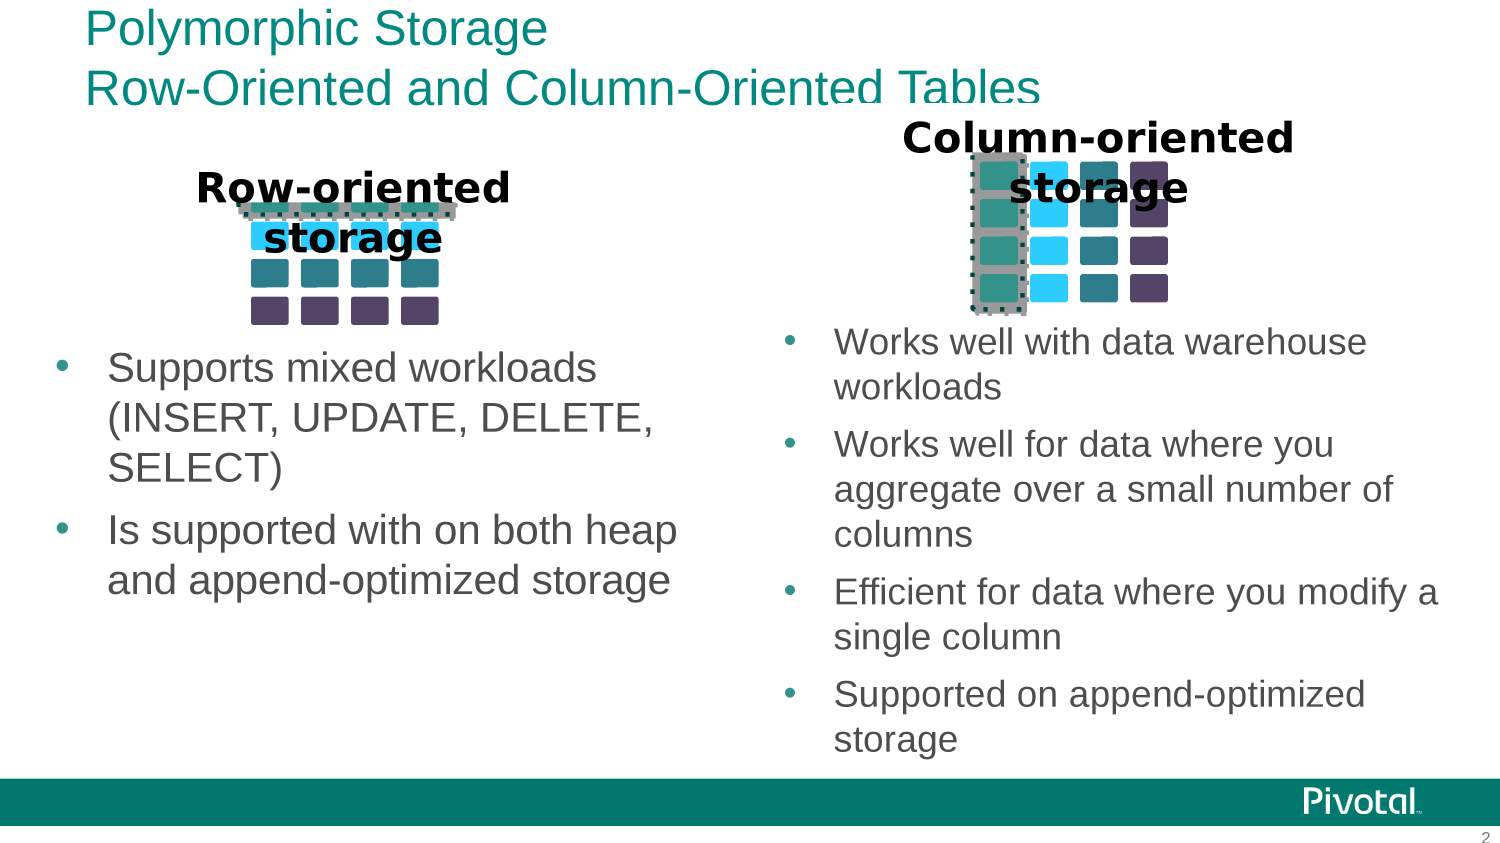 Polymorphic Storage
Row-Oriented and Column-Oriented Tables
Row-oriented
storage
• Supports mixed workloads
(INSERT, UPDATE, DELETE,
SELECT)
• Is supported with on both heap
and append-optimized storage
Column-oriented
storage
• Works well with data warehouse
workloads
• Works well for data where you
aggregate over a small number of
columns
• Efficient for data where you modify a
single column
• Supported on append-optimized
storage
Pivotal™
2